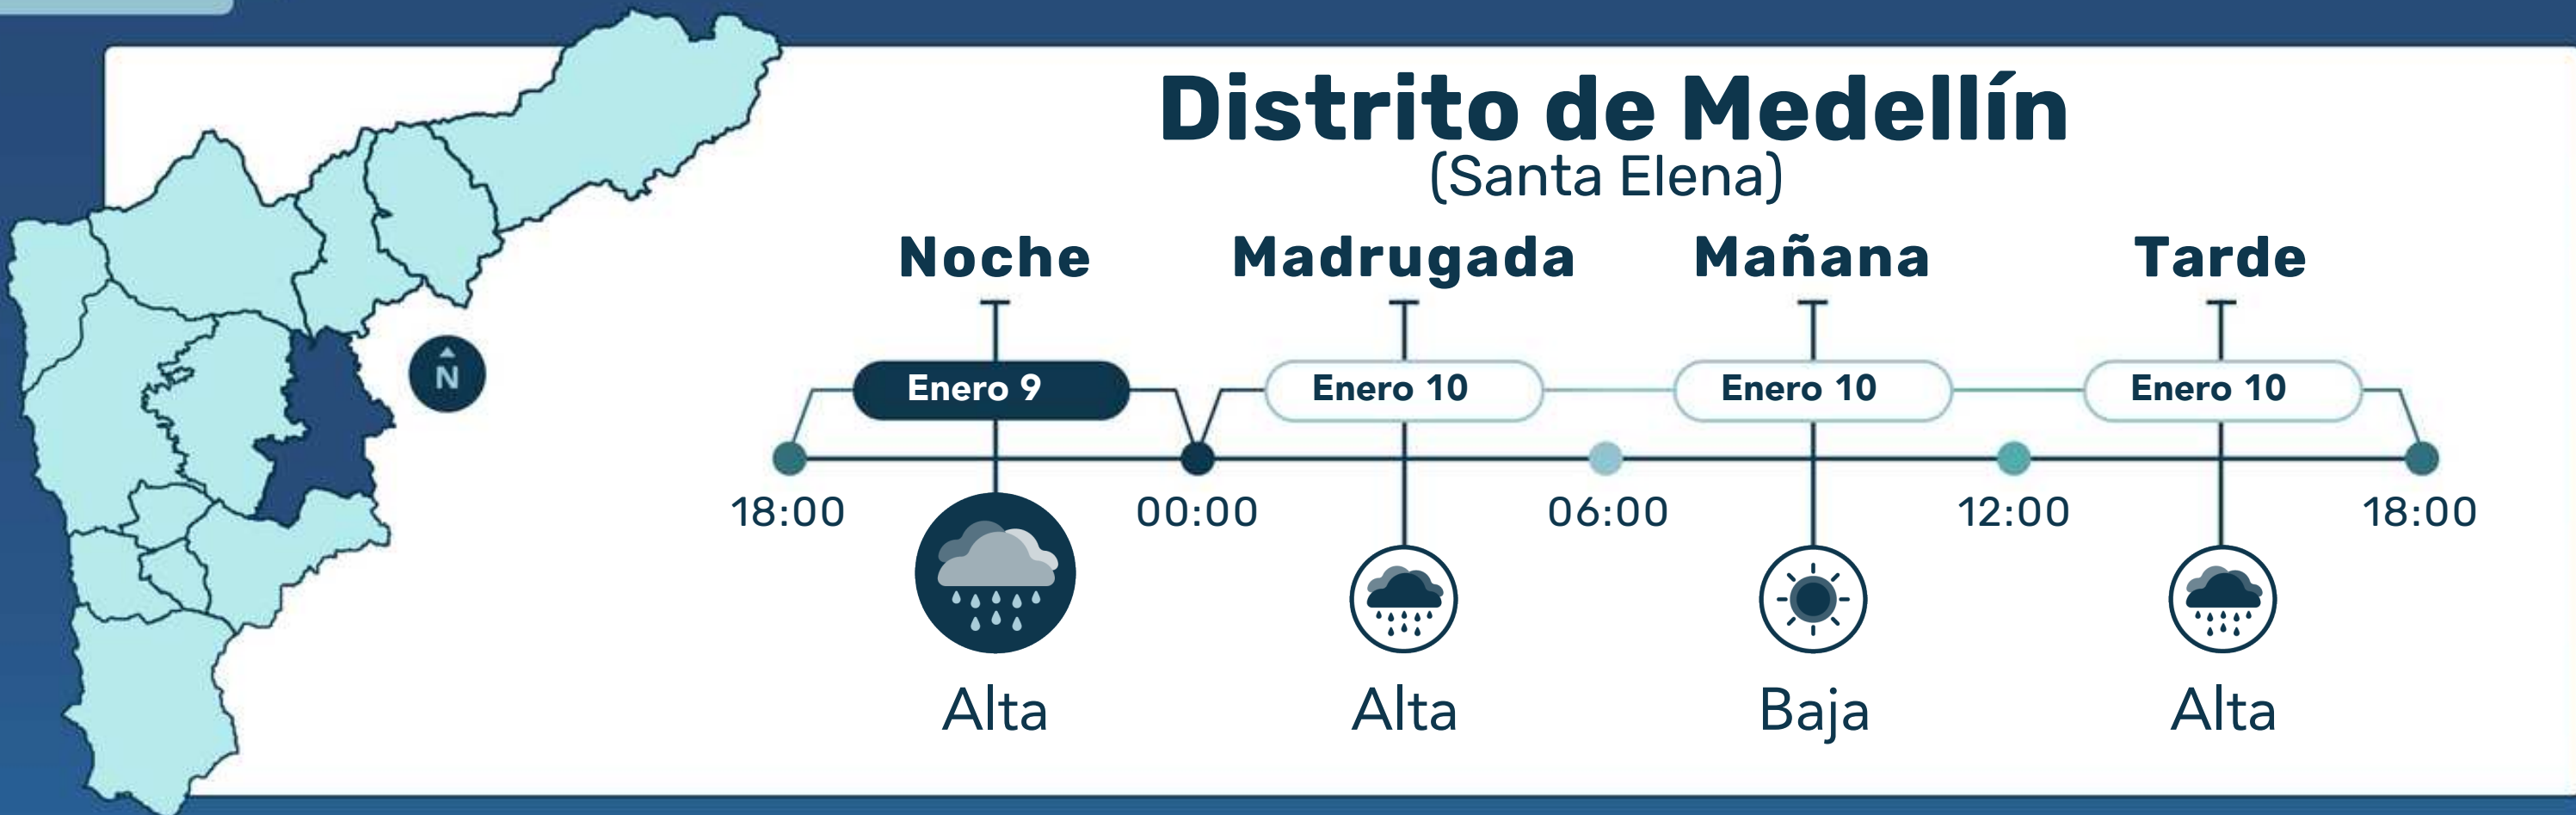 Distrito de Medellín
(Santa Elena)
Noche Madrugada Mañana Tarde
N
Enero 9 Enero 10 Enero 10 Enero 10
18:00 00:00 06:00 12:00 18:00
Alta Alta Baja Alta